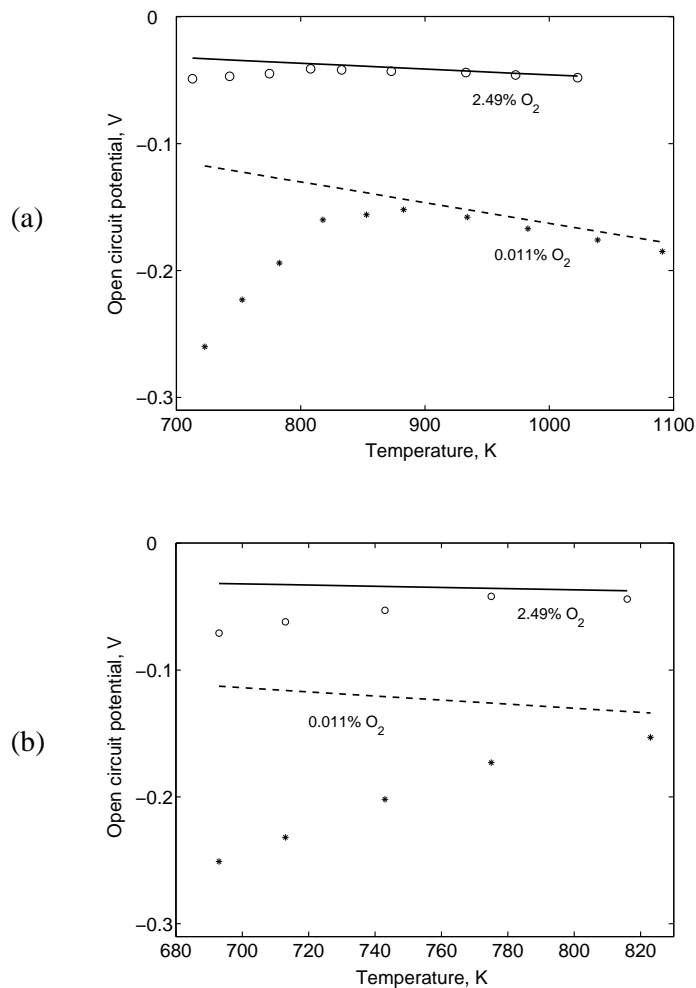 (a)
Open circuit potential, V
0
−0.1
−0.2
−0.3
2.49% O2
0.011% O2
700 800 900 1000 1100
Temperature, K
(b)
Open circuit potential, V
0
−0.1
−0.2
−0.3
2.49% O2
0.011% O2
680 700 720 740 760 780 800 820
Temperature, K